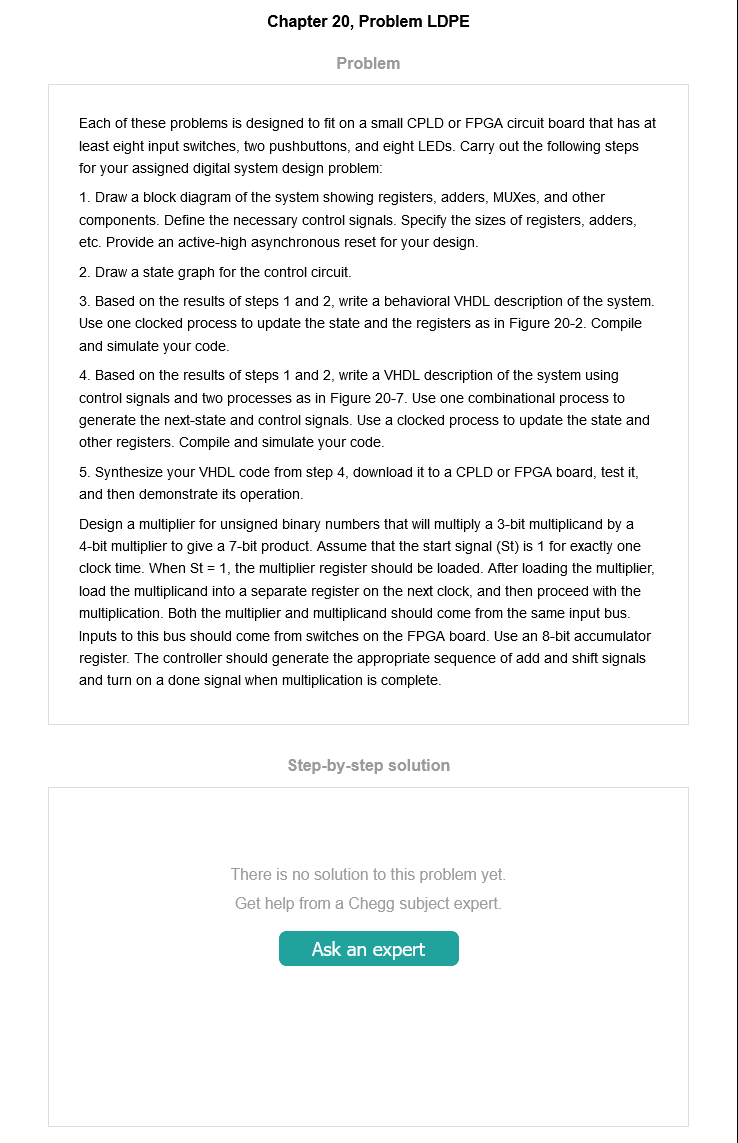 Chapter 20, Problem LDPE
Problem
Each of these problems is designed to fit on a small CPLD or FPGA circuit board that has at
least eight input switches, two pushbuttons, and eight LEDs. Carry out the following steps
for your assigned digital system design problem:
1. Draw a block diagram of the system showing registers, adders, MUXes, and other
components. Define the necessary control signals. Specify the sizes of registers, adders,
etc. Provide an active-high asynchronous reset for your design.
2. Draw a state graph for the control circuit.
3. Based on the results of steps 1 and 2, write a behavioral VHDL description of the system.
Use one clocked process to update the state and the registers as in Figure 20-2. Compile
and simulate your code.
4. Based on the results of steps 1 and 2, write a VHDL description of the system using
control signals and two processes as in Figure 20-7. Use one combinational process to
generate the next-state and control signals. Use a clocked process to update the state and
other registers. Compile and simulate your code.
5. Synthesize your VHDL code from step 4, download it to a CPLD or FPGA board, test it,
and then demonstrate its operation.
Design a multiplier for unsigned binary numbers that will multiply a 3-bit multiplicand by a
4-bit multiplier to give a 7-bit product. Assume that the start signal (St) is 1 for exactly one
clock time. When St = 1, the multiplier register should be loaded. After loading the multiplier,
load the multiplicand into a separate register on the next clock, and then proceed with the
multiplication. Both the multiplier and multiplicand should come from the same input bus.
Inputs to this bus should come from switches on the FPGA board. Use an 8-bit accumulator
register. The controller should generate the appropriate sequence of add and shift signals
and turn on a done signal when multiplication is complete.
Step-by-step solution
There is no solution to this problem yet.
Get help from a Chegg subject expert.
Ask an expert